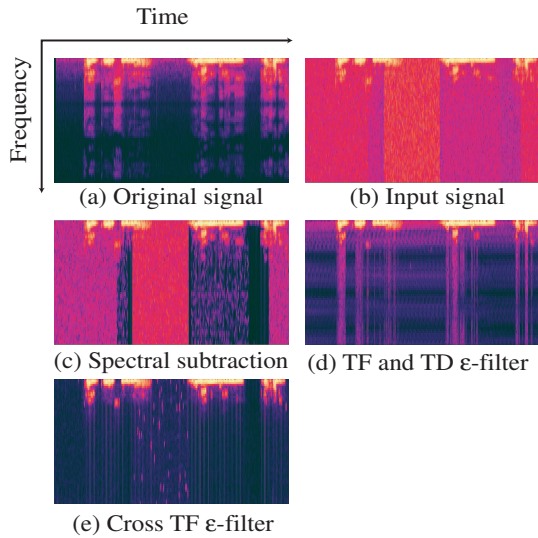 Time
Frequency
(a) Original signal
(b) Input signal
(c) Spectral subtraction
(d) TF and TD ε-filter
(e) Cross TF ε-filter